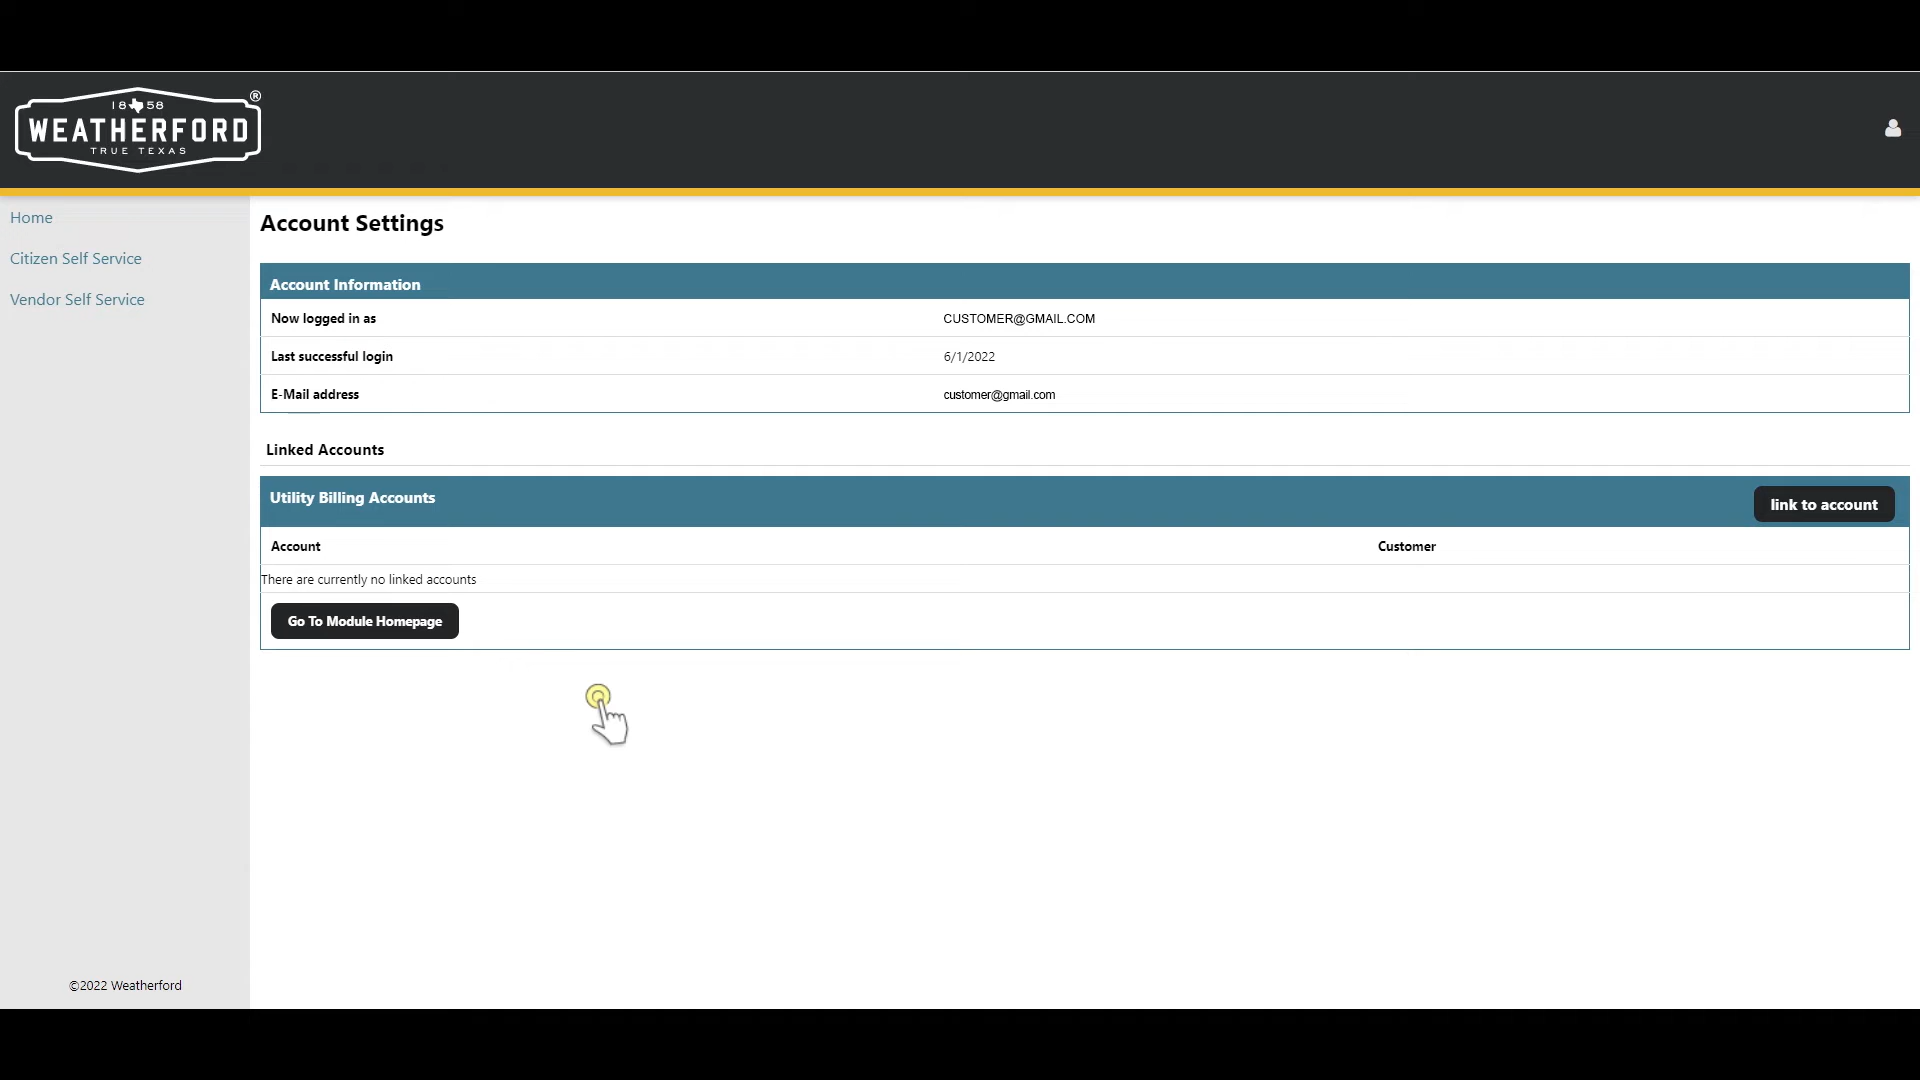 1858
WEATHERFORD®
TRUE TEXAS
Home
Citizen Self Service
Vendor Self Service
Account Settings
Account Information
Now logged in as CUSTOMER@GMAIL.COM
Last successful login 6/1/2022
E-Mail address customer@gmail.com
Linked Accounts
Utility Billing Accounts link to account
Account Customer
There are currently no linked accounts
Go To Module Homepage
©2022 Weatherford